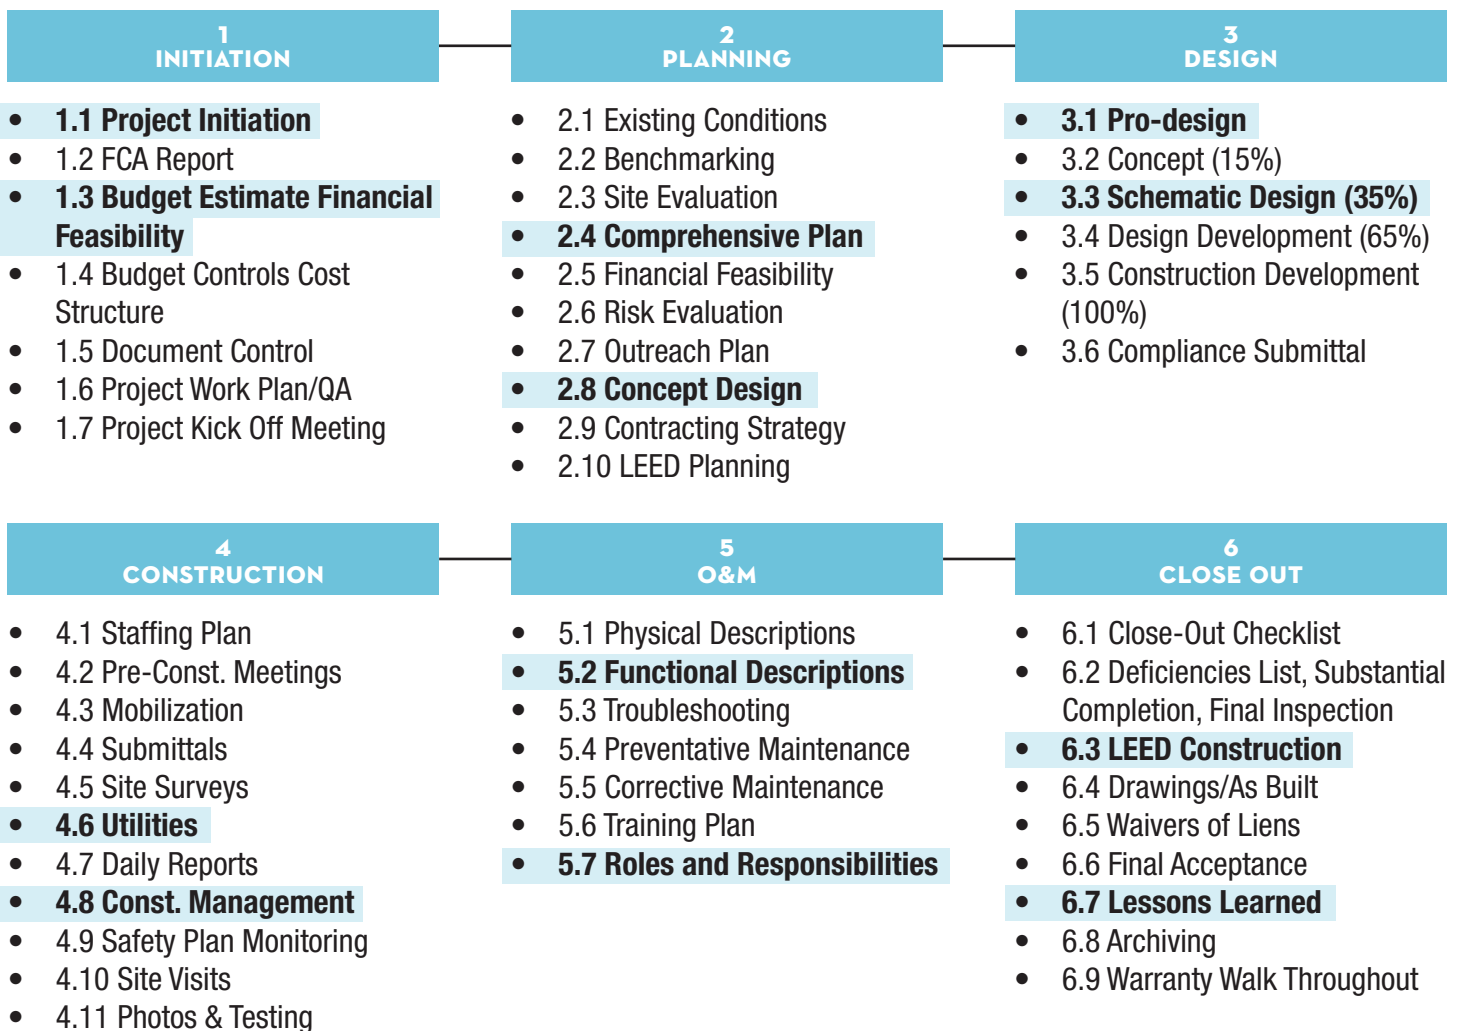 1
INITIATION
• 1.1 Project Initiation
• 1.2 FCA Report
• 1.3 Budget Estimate Financial
Feasibility
• 1.4 Budget Controls Cost
Structure
• 1.5 Document Control
• 1.6 Project Work Plan/QA
• 1.7 Project Kick Off Meeting
2
PLANNING
• 2.1 Existing Conditions
• 2.2 Benchmarking
• 2.3 Site Evaluation
• 2.4 Comprehensive Plan
• 2.5 Financial Feasibility
• 2.6 Risk Evaluation
• 2.7 Outreach Plan
• 2.8 Concept Design
• 2.9 Contracting Strategy
• 2.10 LEED Planning
3
DESIGN
• 3.1 Pro-design
• 3.2 Concept (15%)
• 3.3 Schematic Design (35%)
• 3.4 Design Development (65%)
• 3.5 Construction Development
(100%)
• 3.6 Compliance Submittal
4
CONSTRUCTION
• 4.1 Staffing Plan
• 4.2 Pre-Const. Meetings
• 4.3 Mobilization
• 4.4 Submittals
• 4.5 Site Surveys
• 4.6 Utilities
• 4.7 Daily Reports
• 4.8 Const. Management
• 4.9 Safety Plan Monitoring
• 4.10 Site Visits
• 4.11 Photos & Testing
5
O&M
• 5.1 Physical Descriptions
• 5.2 Functional Descriptions
• 5.3 Troubleshooting
• 5.4 Preventative Maintenance
• 5.5 Corrective Maintenance
• 5.6 Training Plan
• 5.7 Roles and Responsibilities
6
CLOSE OUT
• 6.1 Close-Out Checklist
• 6.2 Deficiencies List, Substantial
Completion, Final Inspection
• 6.3 LEED Construction
• 6.4 Drawings/As Built
• 6.5 Waivers of Liens
• 6.6 Final Acceptance
• 6.7 Lessons Learned
• 6.8 Archiving
• 6.9 Warranty Walk Throughout